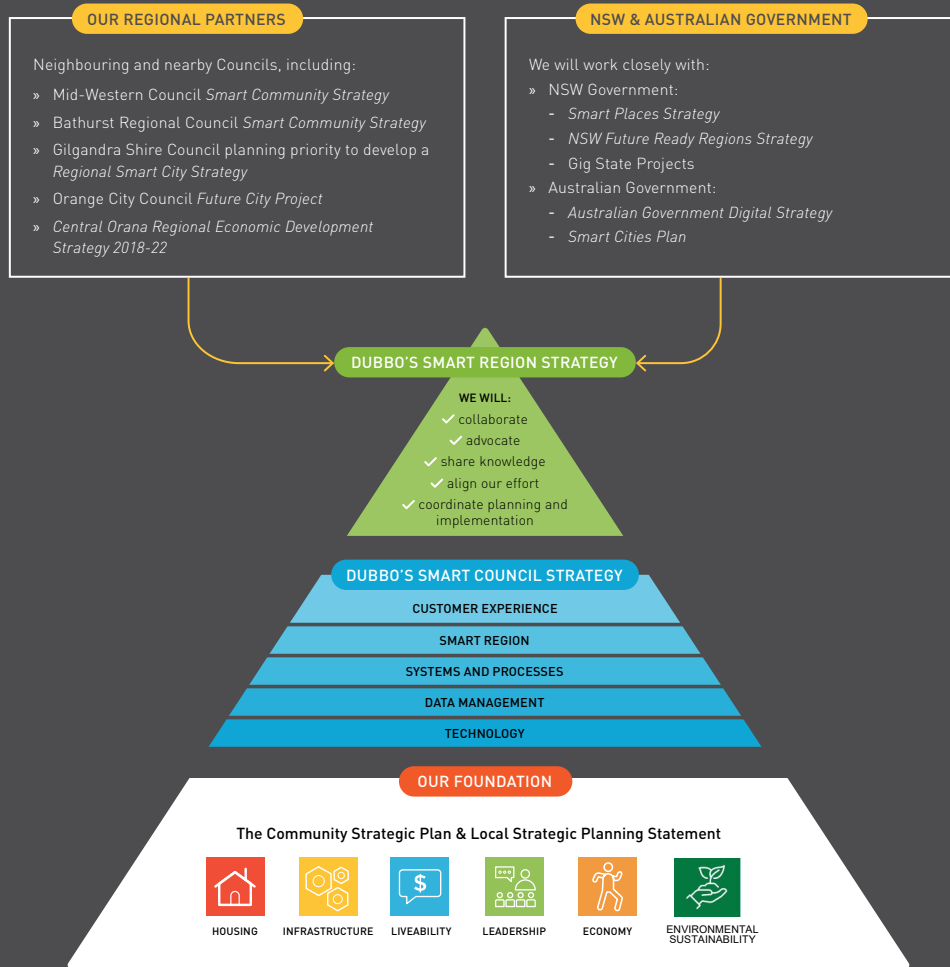 OUR REGIONAL PARTNERS
Neighbouring and nearby Councils, including:
» Mid-Western Council Smart Community Strategy
» Bathurst Regional Council Smart Community Strategy
» Gilgandra Shire Council planning priority to develop a
Regional Smart City Strategy
» Orange City Council Future City Project
» Central Orana Regional Economic Development
Strategy 2018-22
NSW & AUSTRALIAN GOVERNMENT
We will work closely with:
» NSW Government:
- Smart Places Strategy
- NSW Future Ready Regions Strategy
- Gig State Projects
» Australian Government:
- Australian Government Digital Strategy
- Smart Cities Plan
DUBBO'S SMART REGION STRATEGY
WE WILL:
✓ collaborate
✓ advocate
✓ share knowledge
✓ align our effort
✓ coordinate planning and
implementation
DUBBO'S SMART COUNCIL STRATEGY
CUSTOMER EXPERIENCE
SMART REGION
SYSTEMS AND PROCESSES
DATA MANAGEMENT
TECHNOLOGY
OUR FOUNDATION
The Community Strategic Plan & Local Strategic Planning Statement
$
HOUSING INFRASTRUCTURE LIVEABILITY LEADERSHIP ECONOMY ENVIRONMENTAL
SUSTAINABILITY